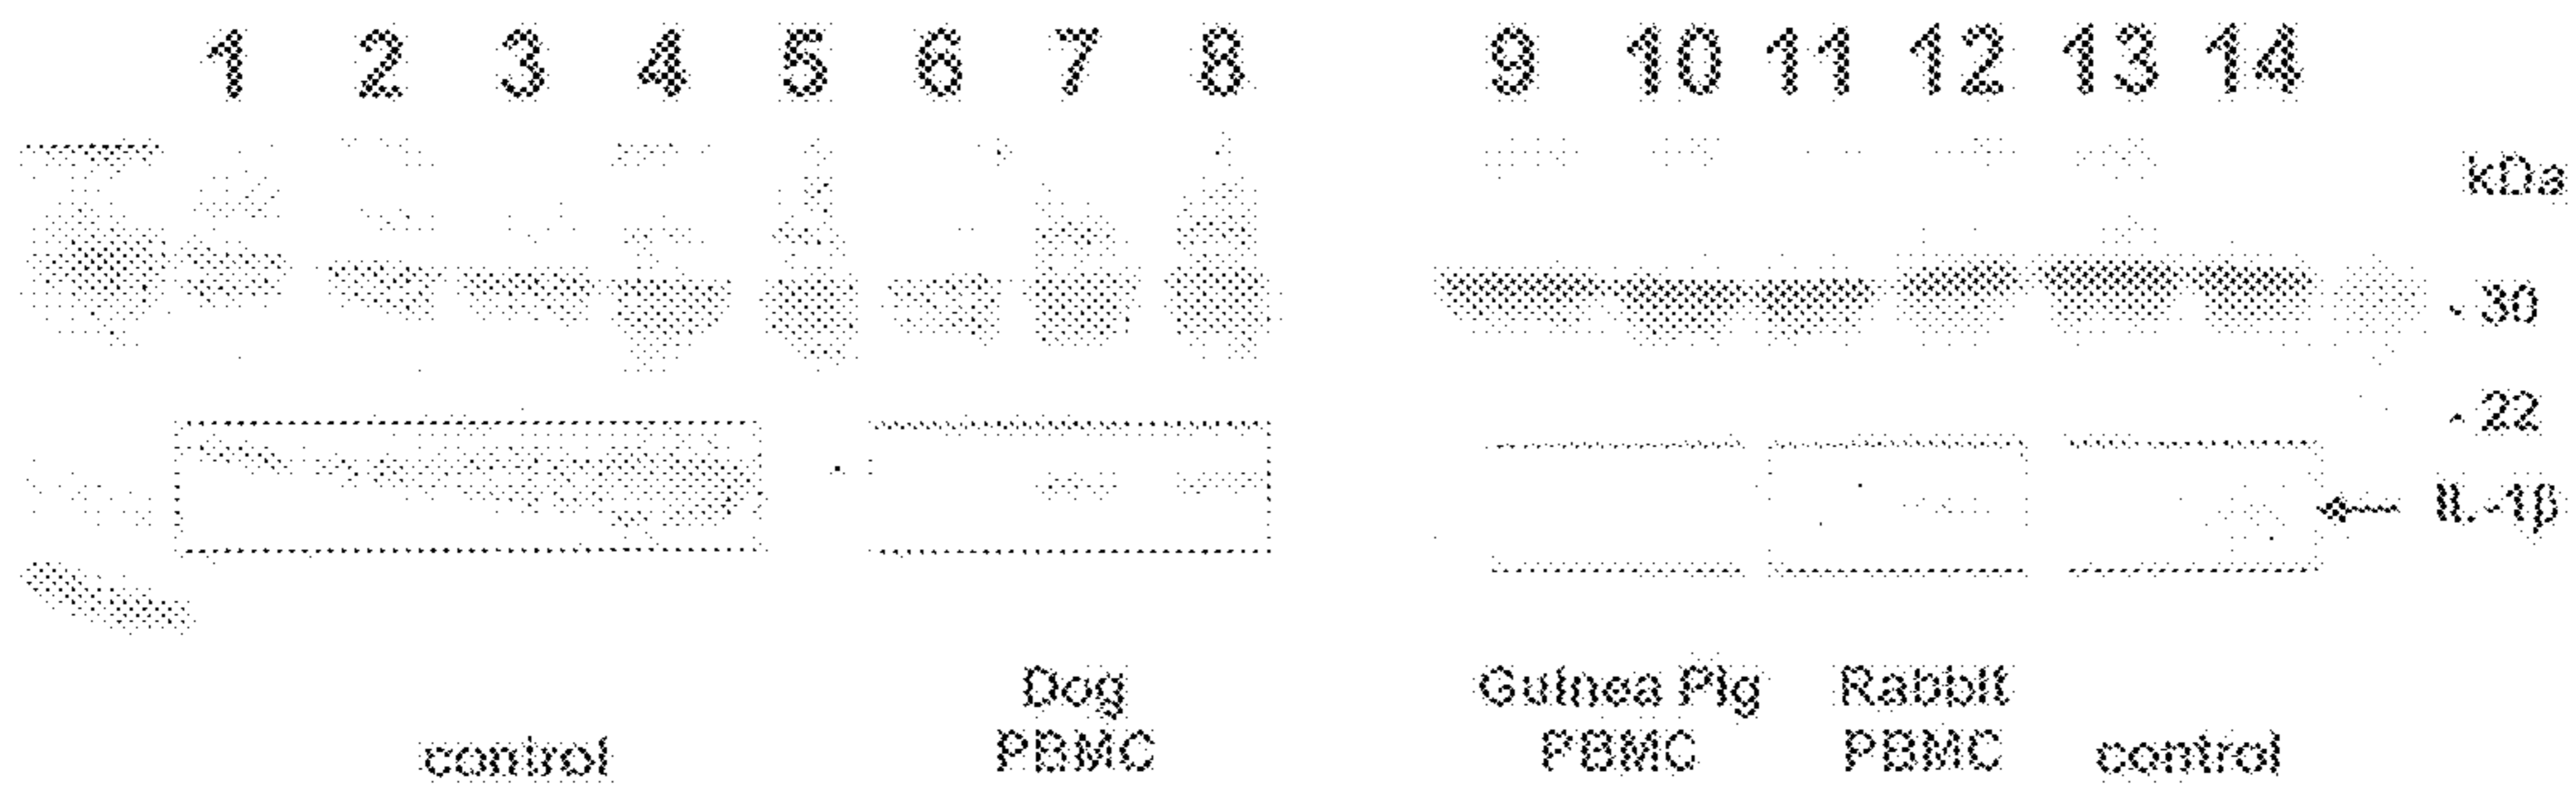 1 2 3 4 5 6 7 8 9 10 11 12 13 14
kDa
- 30
- 22
IL-1β
Dog
PBMC
Guinea Pig
PBMC
Rabbit
PBMC
control
control